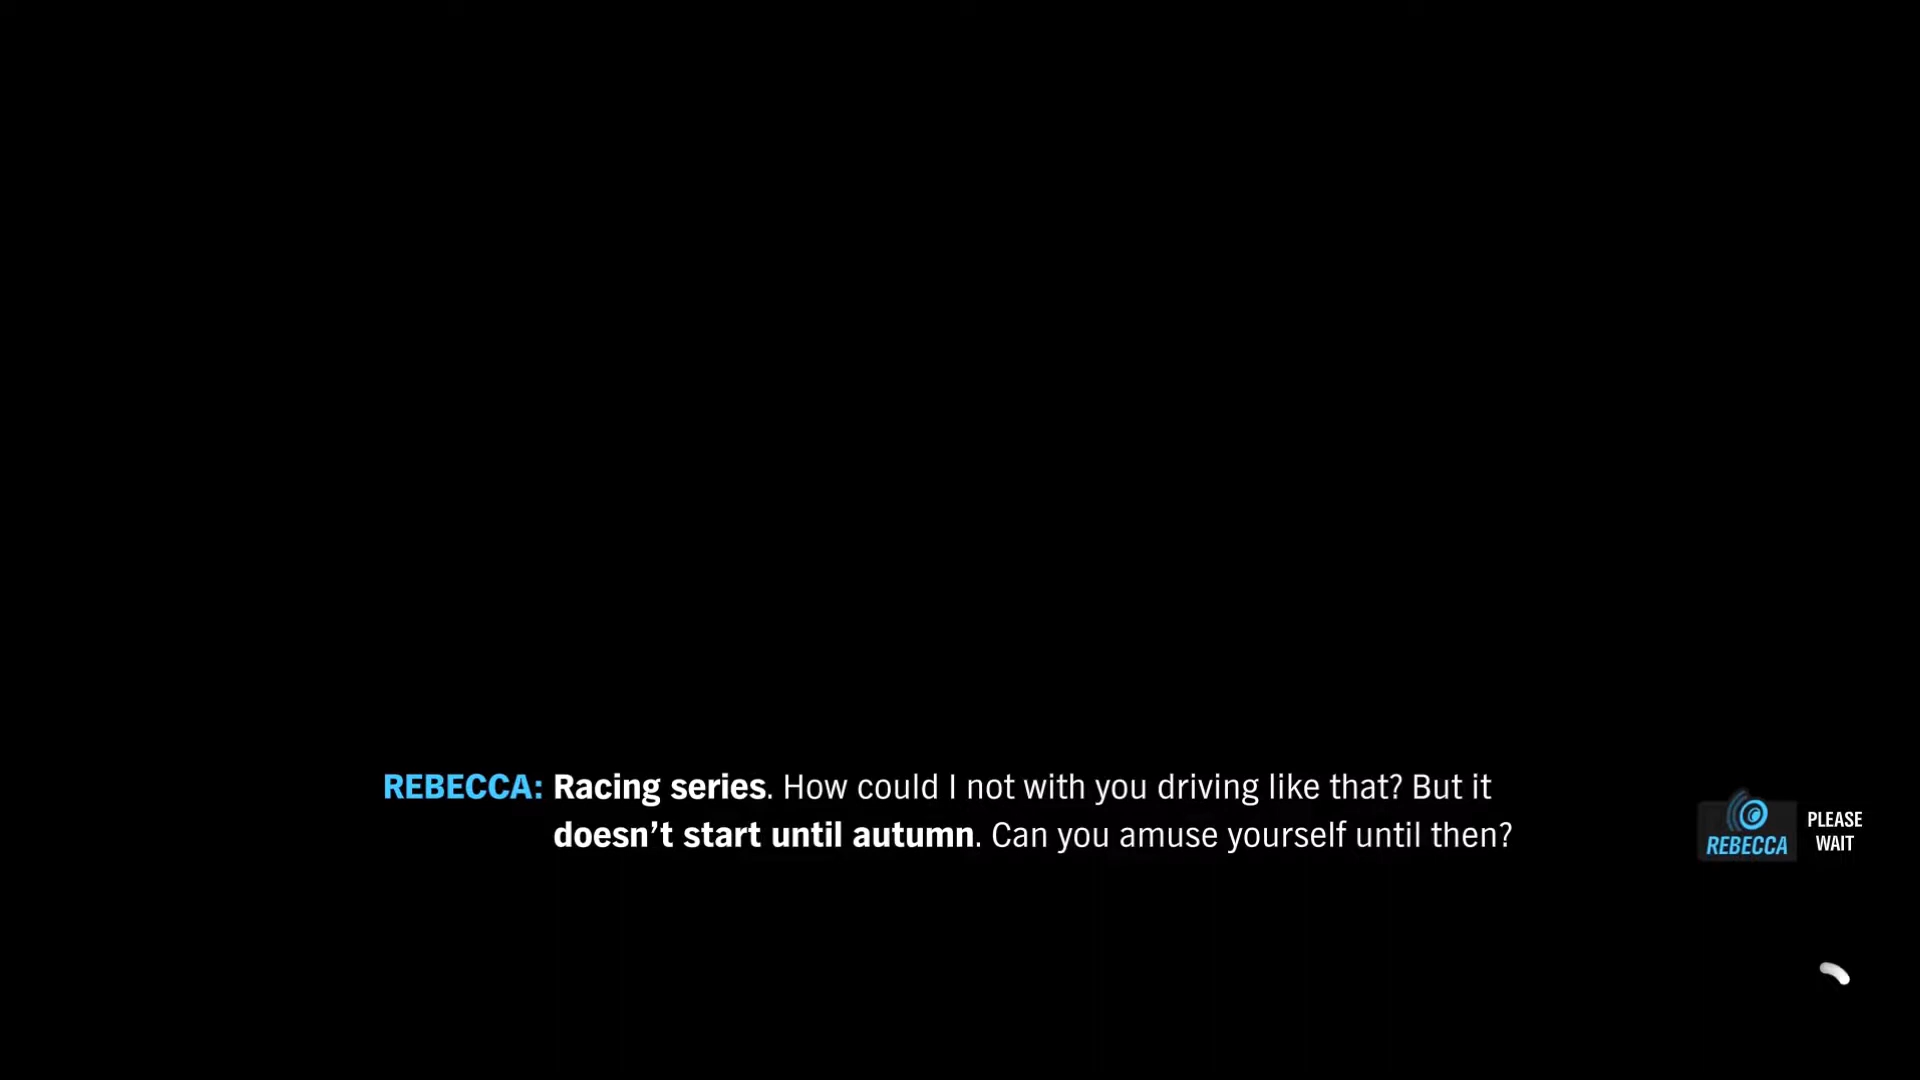 REBECCA: Racing series. How could I not with you driving like that? But it
doesn’t start until autumn. Can you amuse yourself until then?
REBECCA
PLEASE
WAIT